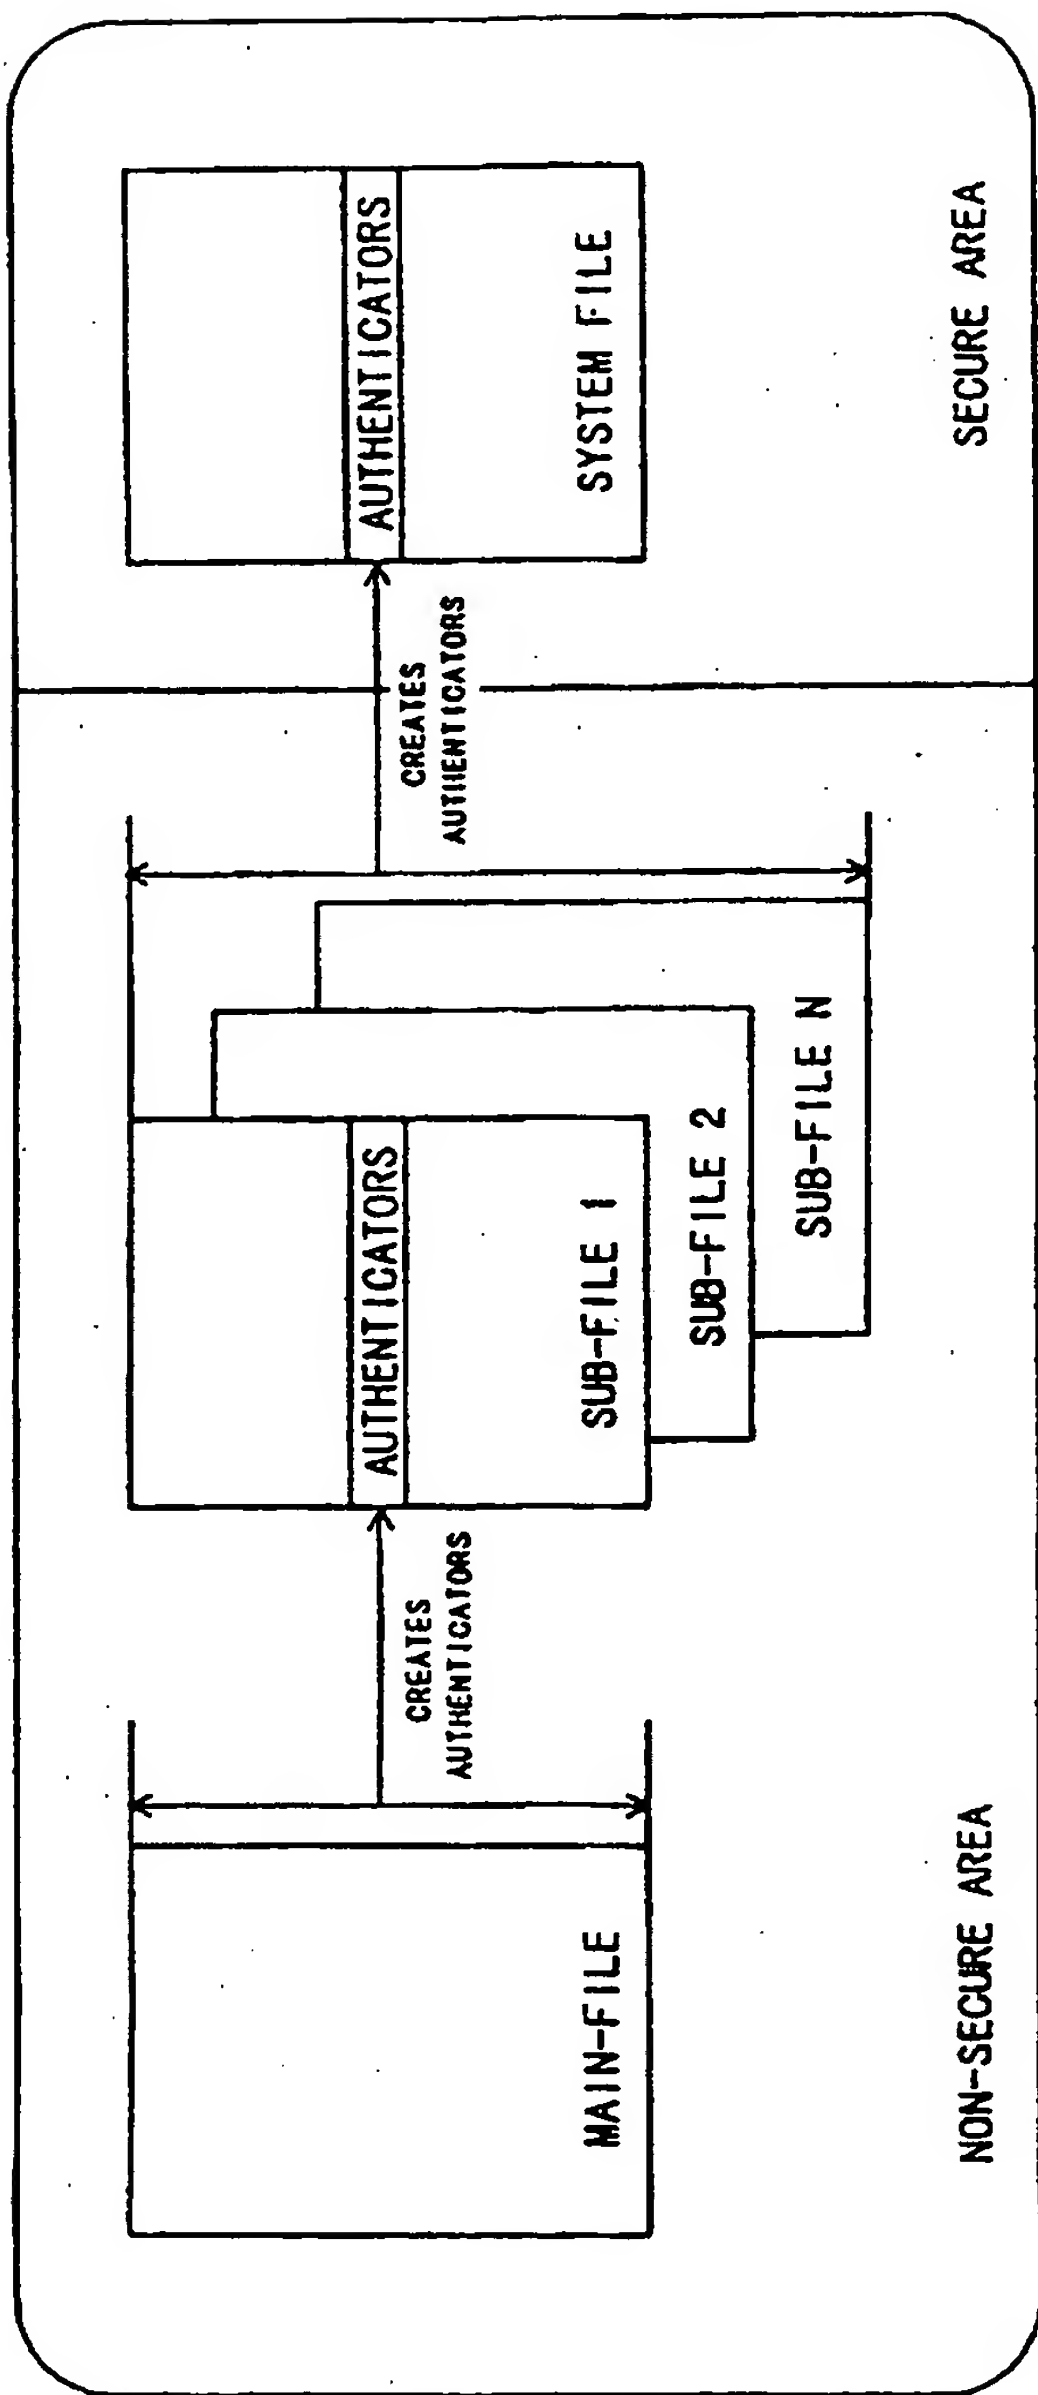 MAIN-FILE
CREATES
AUTHENTICATORS
AUTHENTICATORS
SUB-FILE 1
SUB-FILE 2
SUB-FILE N
CREATES
AUTHENTICATORS
AUTHENTICATORS
SYSTEM FILE
NON-SECURE AREA
SECURE AREA